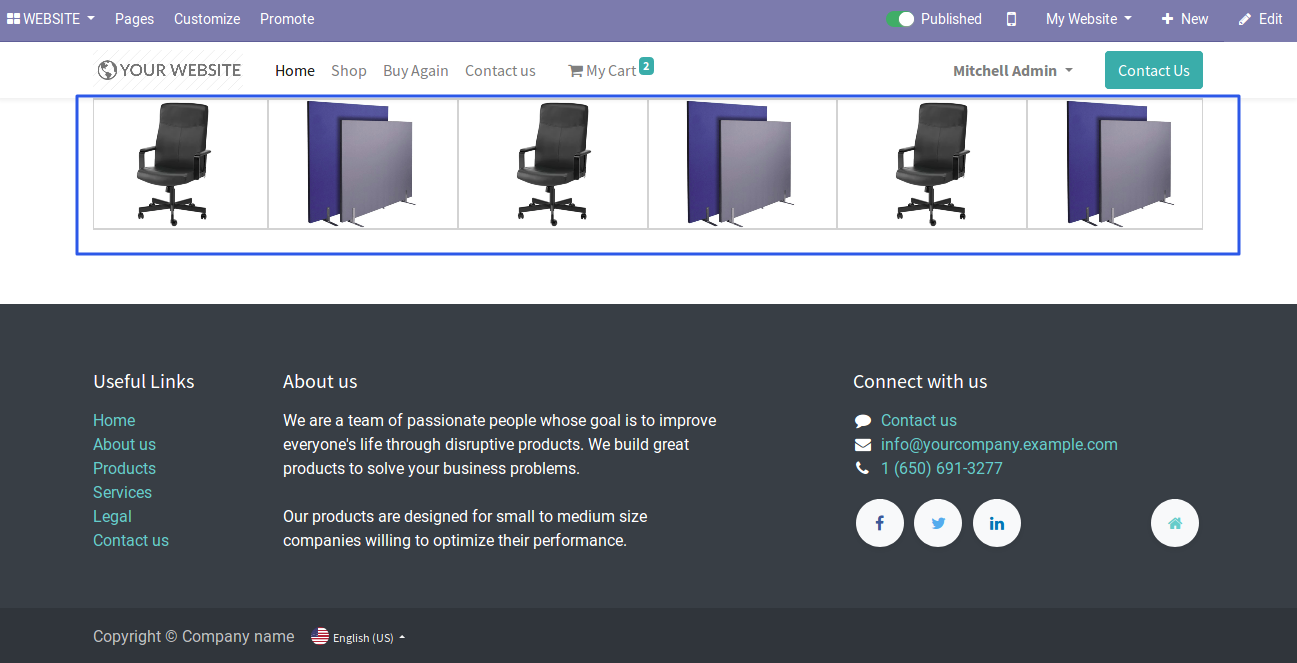 WEBSITE Pages Customize Promote Published My Website New Edit
YOUR WEBSITE Home Shop Buy Again Contact us My Cart 2 Mitchell Admin Contact Us
Useful Links
Home
About us
Products
Services
Legal
Contact us
About us
We are a team of passionate people whose goal is to improve
everyone's life through disruptive products. We build great
products to solve your business problems.
Our products are designed for small to medium size
companies willing to optimize their performance.
Connect with us
Contact us
info@yourcompany.example.com
1 (650) 691-3277
Copyright © Company name English (US)